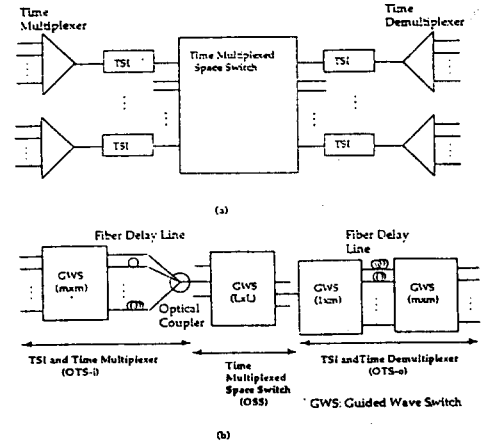 Time
Multiplexer
Time
Demultiplexer
TSI
Time Multiplexed
Space Switch
TSI
TSI
TSI
(a)
Fiber Delay Line
Fiber Delay
Line
GWS
(mxm)
GWS
(LxL)
GWS
(1xm)
GWS
(mxm)
Optical
Coupler
TSI and Time Multiplexer
(OTS-i)
Time
Multiplexed
Space Switch
(OSS)
TSI andTime Demultiplexer
(OTS-o)
GWS: Guided Wave Switch
(b)